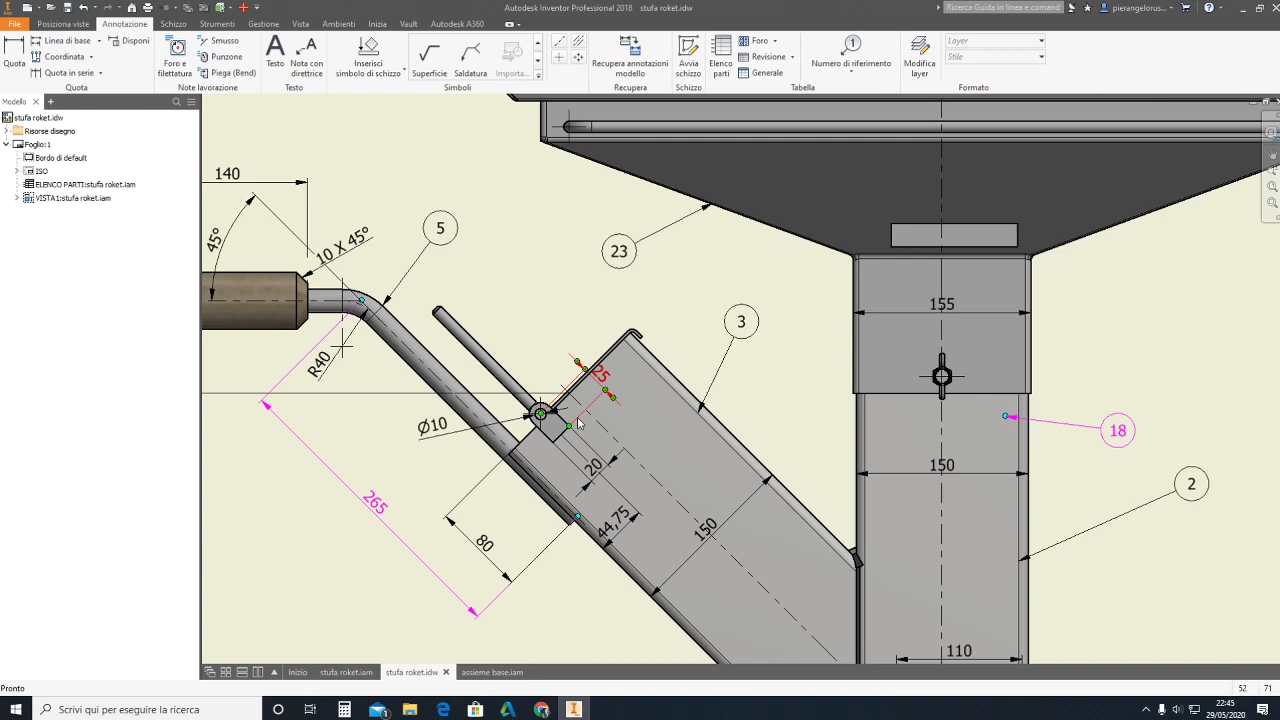 Autodesk Inventor Professional 2018 stufa roket.idw
Ricerca Guida in linea e comand
pierangelorus...
File Posiziona viste Annotazione Schizzo Strumenti Gestione Vista Ambienti Inizia Vault Autodesk A360
Quota
Linea di base
Coordinata
Quota in serie
Disponi
Quota
Foro e filettatura
Smusso
Punzone
Piega (Bend)
Note lavorazione
Testo
Nota con direttrice
Testo
Inserisci simbolo di schizzo
Superficie
Saldatura
Importa...
Simboli
Recupera annotazioni modello
Recupera
Avvia schizzo
Schizzo
Elenco parti
Foro
Revisione
Generale
Numero di riferimento
Tabella
Modifica layer
Layer
Stile
Formato
Modello
stufa roket.idw
Risorse disegno
Foglio:1
Bordo di default
ISO
ELENCO PARTI:stufa roket.iam
VISTA1:stufa roket.iam
140
45°
10 X 45°
5
R40
Ø10
265
80
20
44,75
25
150
3
23
155
150
18
2
110
Inizio
stufa roket.iam
stufa roket.idw
assieme base.iam
Pronto
52
71
Scrivi qui per eseguire la ricerca
22:45
29/05/2020